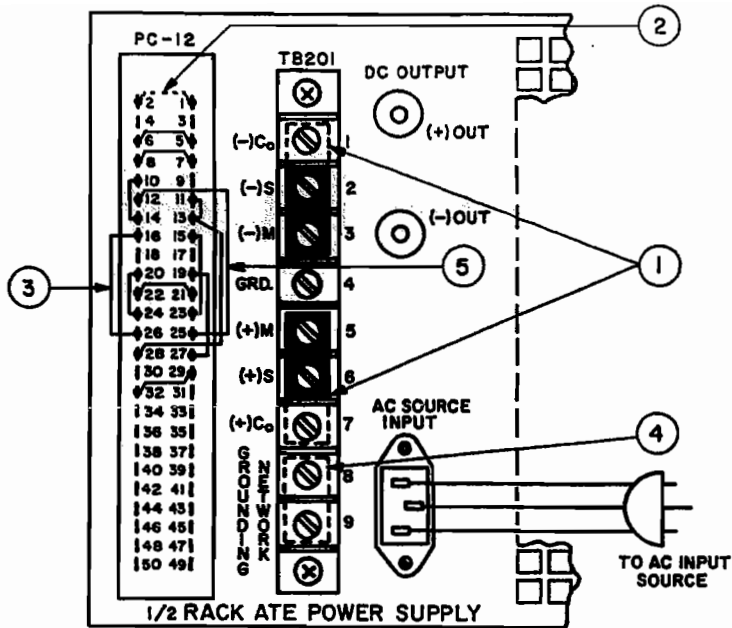 PC-12
2
TB201
DC OUTPUT
2 1
4 3
6 5
8 7
10 9
12 11
14 13
16 15
18 17
20 19
22 21
24 23
26 25
28 27
30 29
32 31
34 33
36 35
38 37
40 39
42 41
44 43
46 45
48 47
50 49
(-)Co 1
(-)S 2
(-)M 3
GRD. 4
(+)M 5
(+)S 6
(+)Co 7
8
9
GROUNDING
NETWORK
(+) OUT
(-) OUT
3
5
1
4
AC SOURCE
INPUT
TO AC INPUT
SOURCE
1/2 RACK ATE POWER SUPPLY